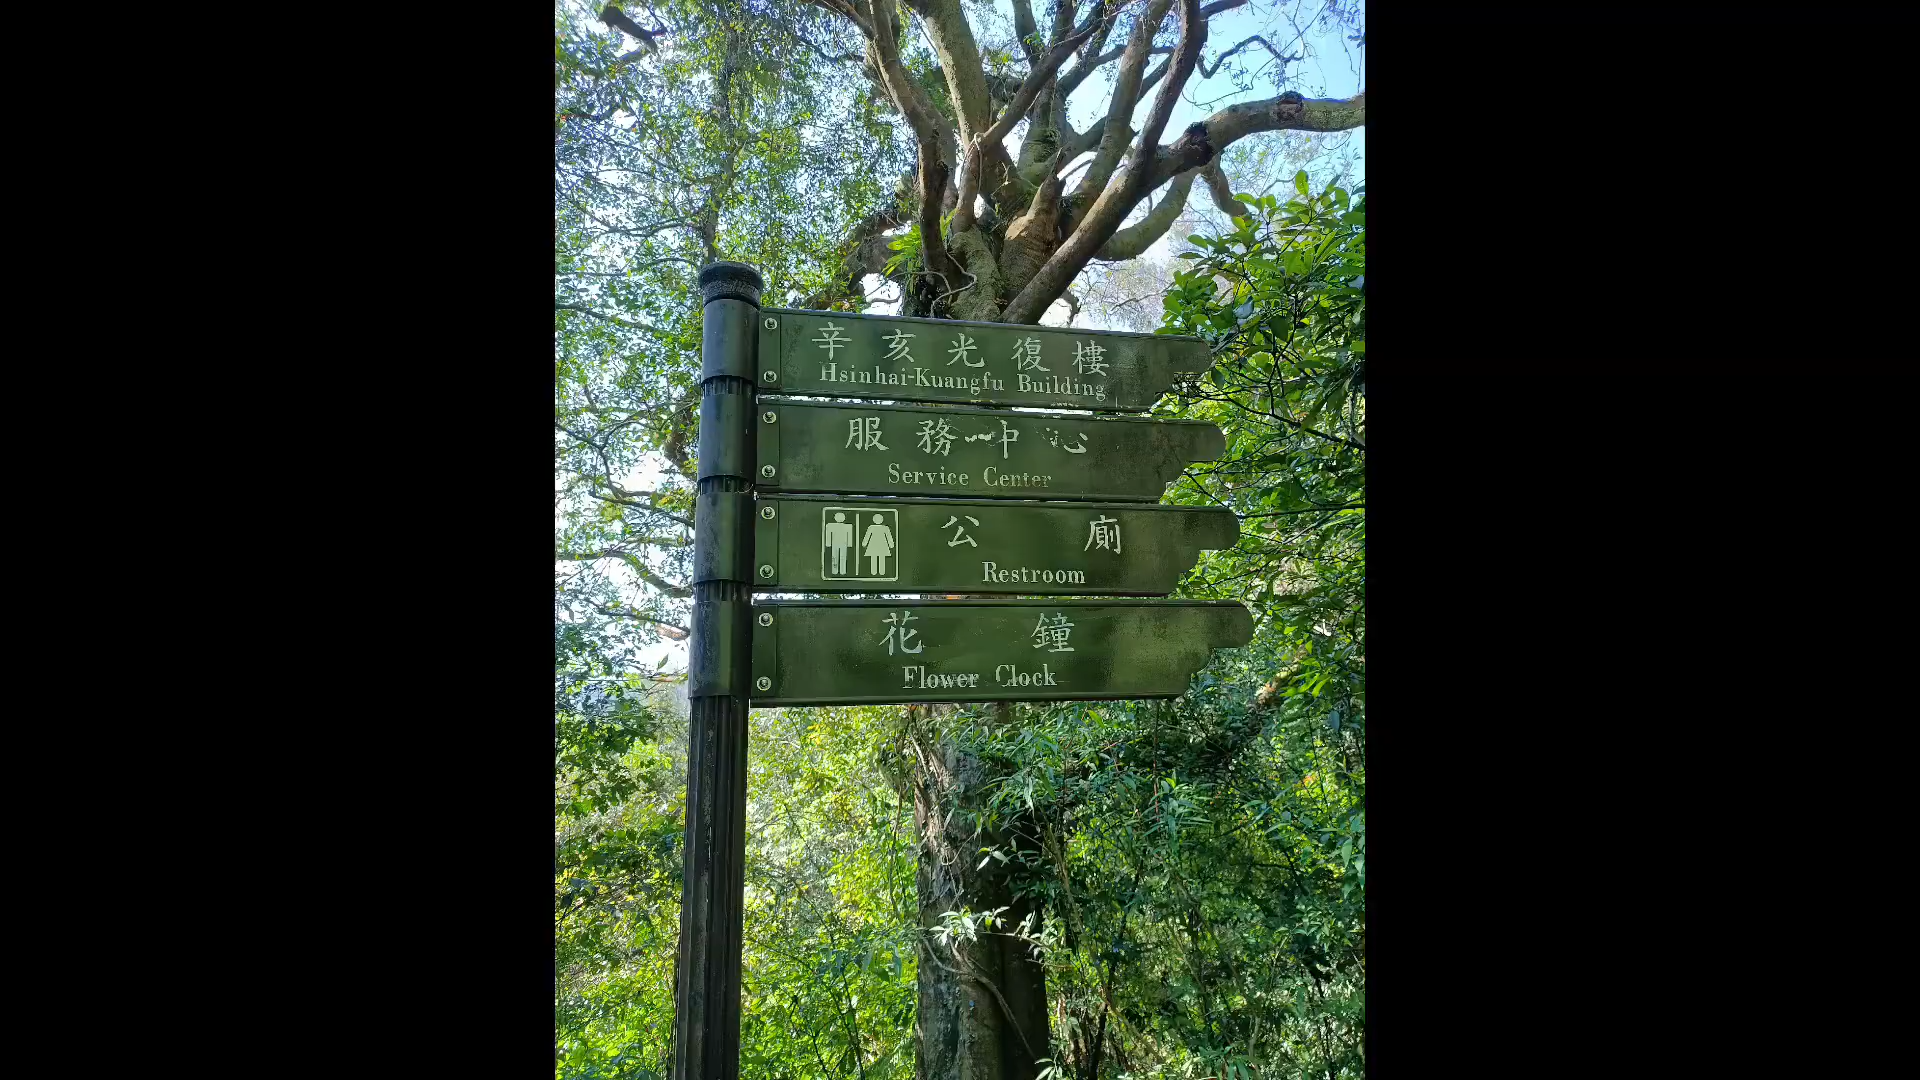 辛亥光復樓
Hsinhai-Kuangfu Building
服務中心
Service Center
公廁
Restroom
花鐘
Flower Clock